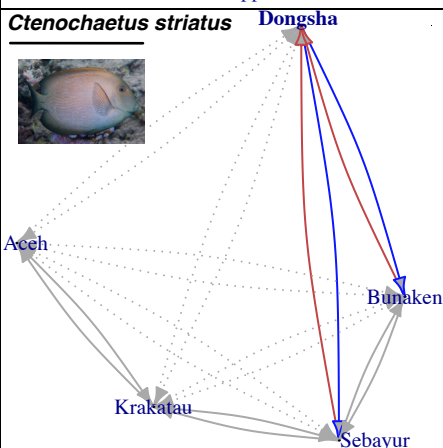 Ctenochaetus striatus
Dongsha
Aceh
Bunaken
Krakatau
Sebayur